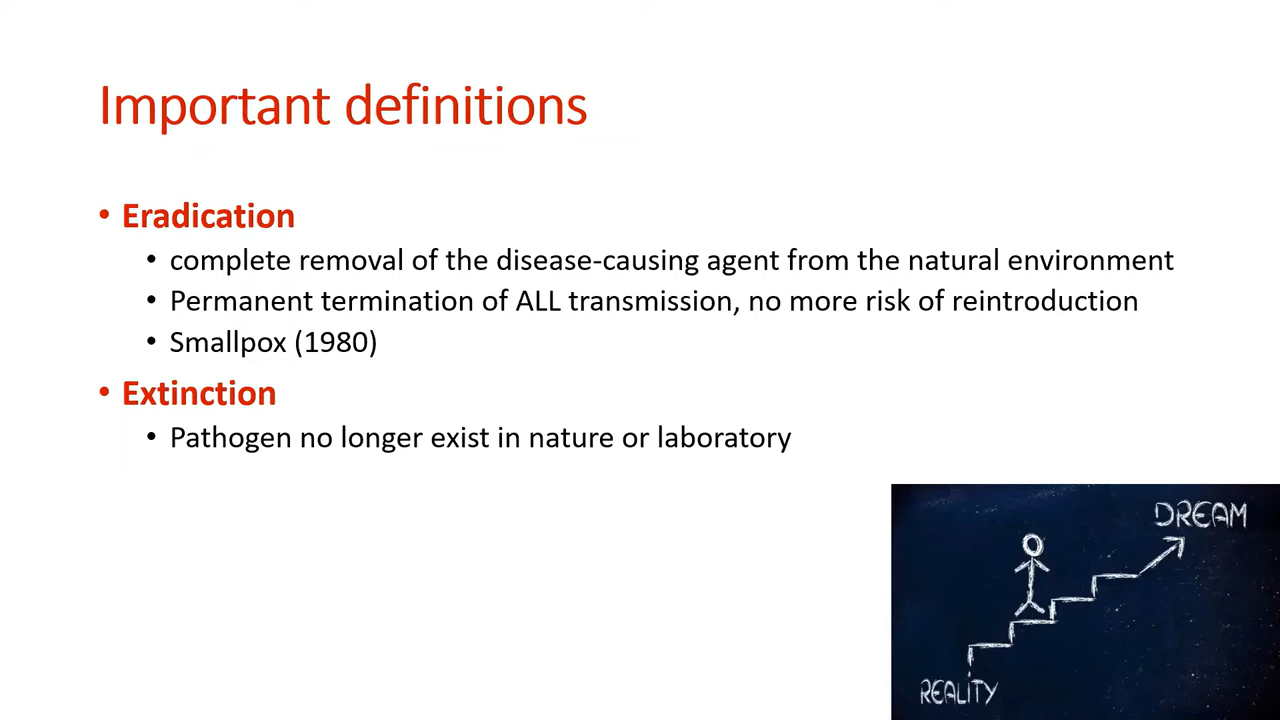 Important definitions
• Eradication
• complete removal of the disease-causing agent from the natural environment
• Permanent termination of ALL transmission, no more risk of reintroduction
• Smallpox (1980)
• Extinction
• Pathogen no longer exist in nature or laboratory
DREAM
REALITY